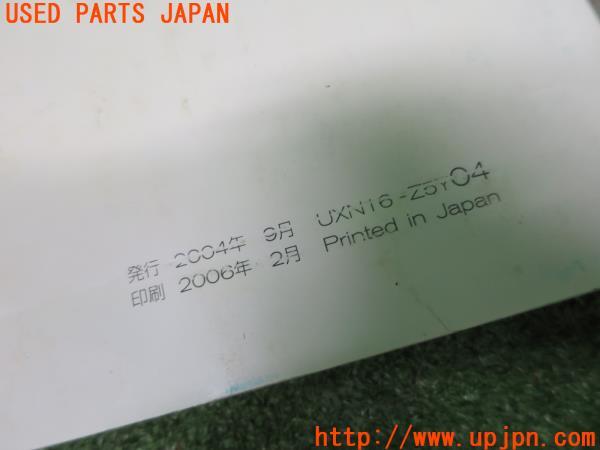 USED PARTS JAPAN
発行 2004年 9月 UXN16-Z5Y04
印刷 2006年 2月 Printed in Japan
http://www.upjpn.com